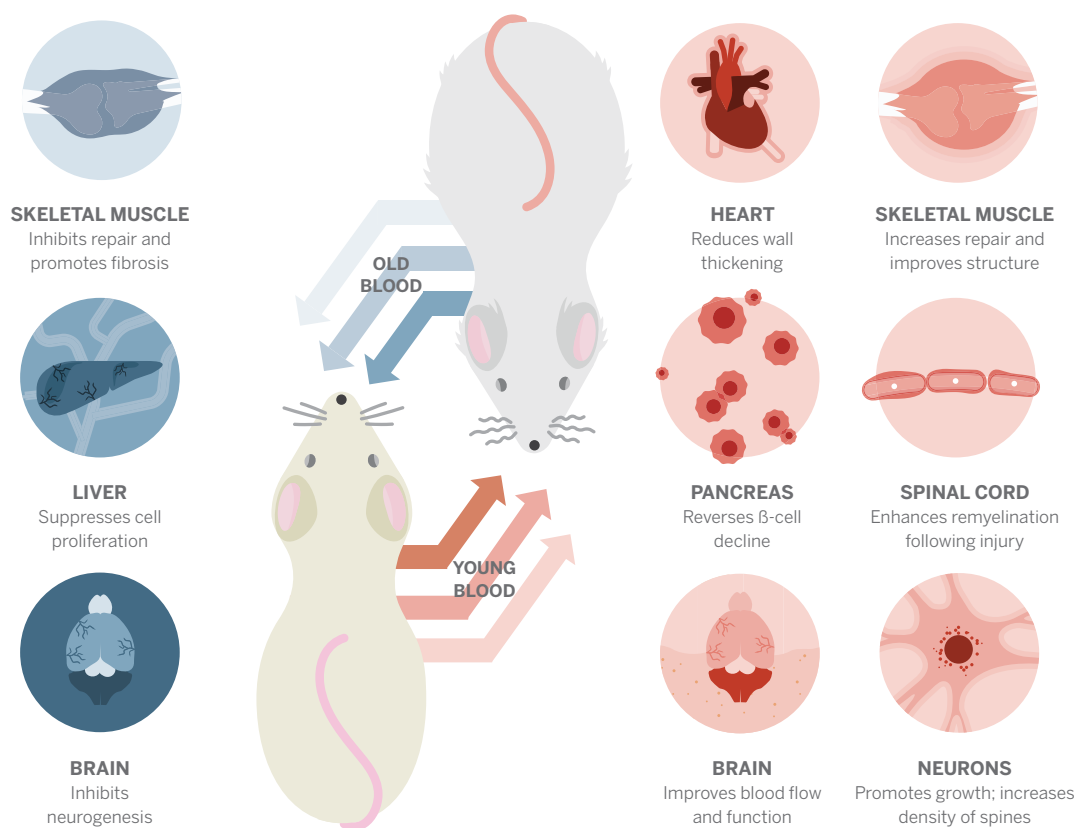 SKELETAL MUSCLE
Inhibits repair and
promotes fibrosis
LIVER
Suppresses cell
proliferation
BRAIN
Inhibits
neurogenesis
OLD
BLOOD
YOUNG
BLOOD
HEART
Reduces wall
thickening
SKELETAL MUSCLE
Increases repair and
improves structure
PANCREAS
Reverses ß-cell
decline
SPINAL CORD
Enhances remyelination
following injury
BRAIN
Improves blood flow
and function
NEURONS
Promotes growth; increases
density of spines